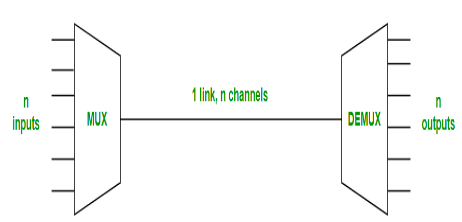 n
inputs
MUX
1 link, n channels
DEMUX
n
outputs